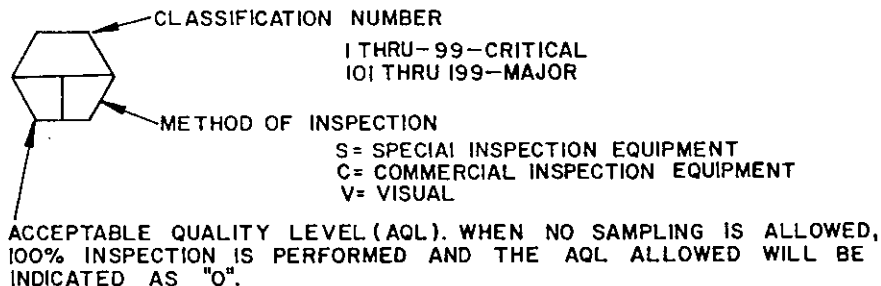 CLASSIFICATION NUMBER
1 THRU-99-CRITICAL
101 THRU 199-MAJOR
METHOD OF INSPECTION
S= SPECIAl INSPECTION EQUIPMENT
C= COMMERCIAL INSPECTION EQUIPMENT
V= VISUAL
ACCEPTABLE QUALITY LEVEL (AQL). WHEN NO SAMPLING IS ALLOWED,
100% INSPECTION IS PERFORMED AND THE AQL ALLOWED WILL BE
INDICATED AS "O".